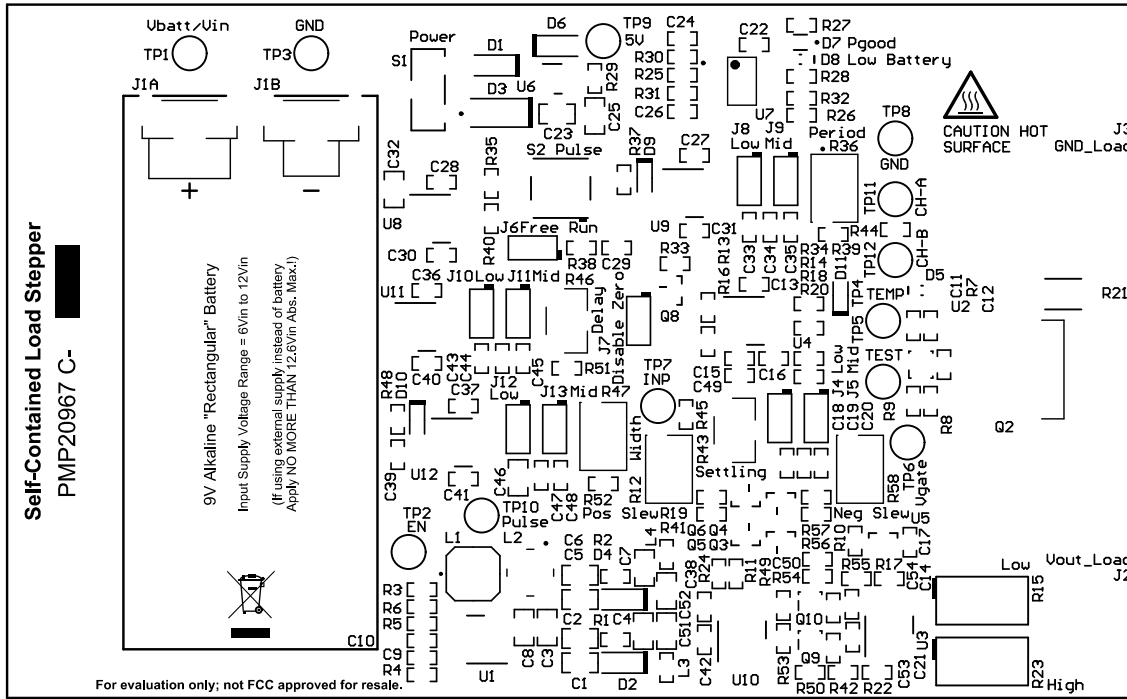 Vbatt/Vin
TP1
GND
TP3
J1A
J1B
+
-
Self-Contained Load Stepper
PMP20967 C-
9V Alkaline "Rectangular" Battery
Input Supply Voltage Range = 6Vin to 12Vin
(If using external supply instead of battery
Apply NO MORE THAN 12.6Vin Abs. Max.!)
For evaluation only; not FCC approved for resale.
Power
S1
D1
D3
D6
U6
TP9
5V
C24
R30
R25
R31
C26
R29
C25
C23
C22
U7
R27
D7 Pgood
D8 Low Battery
R28
R32
R26
CAUTION HOT
SURFACE
J3
GND_Load
TP8
GND
C32
C28
R35
S2 Pulse
R37
D9
C27
J8
Low
J9
Mid
Period
R36
U8
TP11
CH-A
J6
Free Run
U9
C31
R33
R44
TP12
CH-B
C30
R40
R38
C29
R16
R13
C33
C34
C35
R34
R39
R14
R18
R20
D11
C36
J10
Low
J11
Mid
R46
U11
Delay
J7
Disable Zero
Q8
C13
TP4
TEMP
D5
C11
U2
R7
C12
R21
TP5
TEST
U4
C40
C43
C44
C45
R51
TP7
INP
C15
C49
C16
J4
Low
J5
Mid
R48
D10
C37
J12
Low
J13
Mid
R47
Width
R45
R43
Settling
C18
C19
C20
R9
R8
Q2
C39
U12
C41
C46
C47
C48
R52
Pos
R12
Slew
R19
R58
Neg Slew
TP6
Vgate
TP2
EN
TP10
Pulse
L1
L2
C6
C5
R2
D4
C7
L4
R41
Q6
Q5
Q4
Q3
R57
R56
R10
U5
C17
R24
R11
R49
C50
R54
R55
R17
C54
C14
Low
R15
Vout_Load
J2
R3
R6
R5
C10
C9
R4
U1
C8
C3
C2
C1
R1
C4
D2
C38
C52
C51
L3
C42
U10
R53
Q10
Q9
R50
R42
R22
C53
C21
U3
R23
High